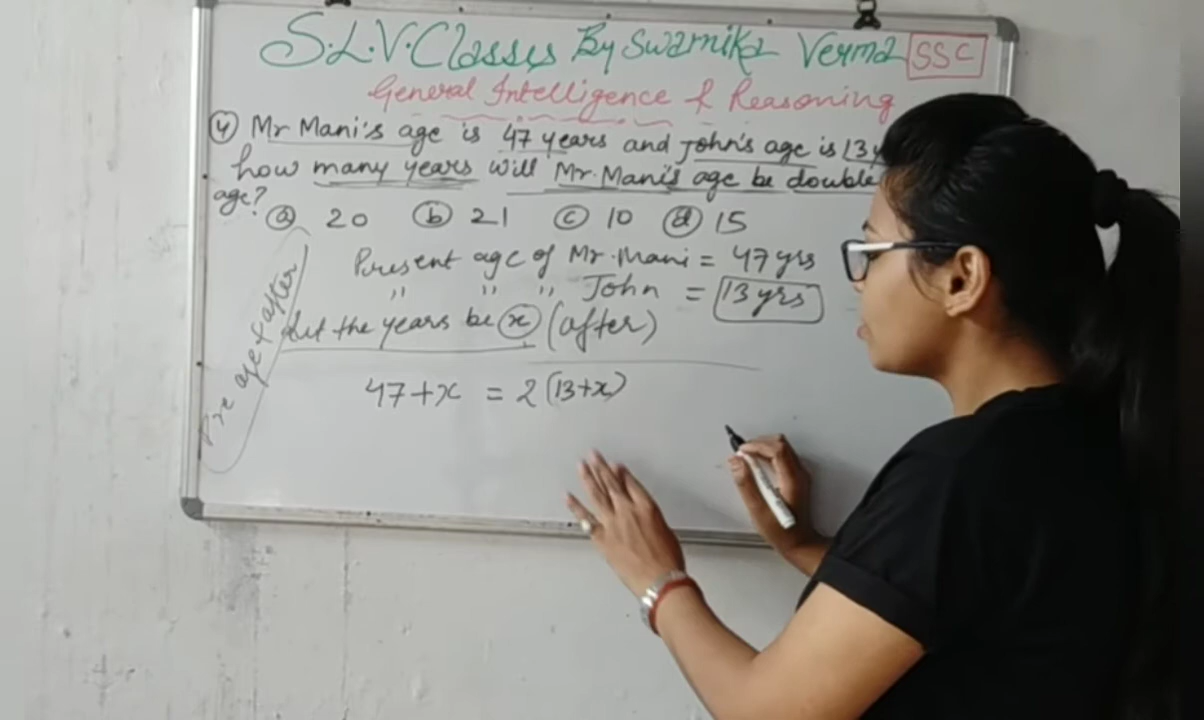 S.L.V. Classes By Swarnika Verma SSC
General Intelligence & Reasoning
(4) Mr Mani's age is 47 years and John's age is 13 y
how many years will Mr. Mani's age be double
age?
(a) 20 (b) 21 (c) 10 (d) 15
Present age of Mr. Mani = 47 yrs
" " " John = 13 yrs
Let the years be x (after)
Pre age & after
47+x = 2(13+x)